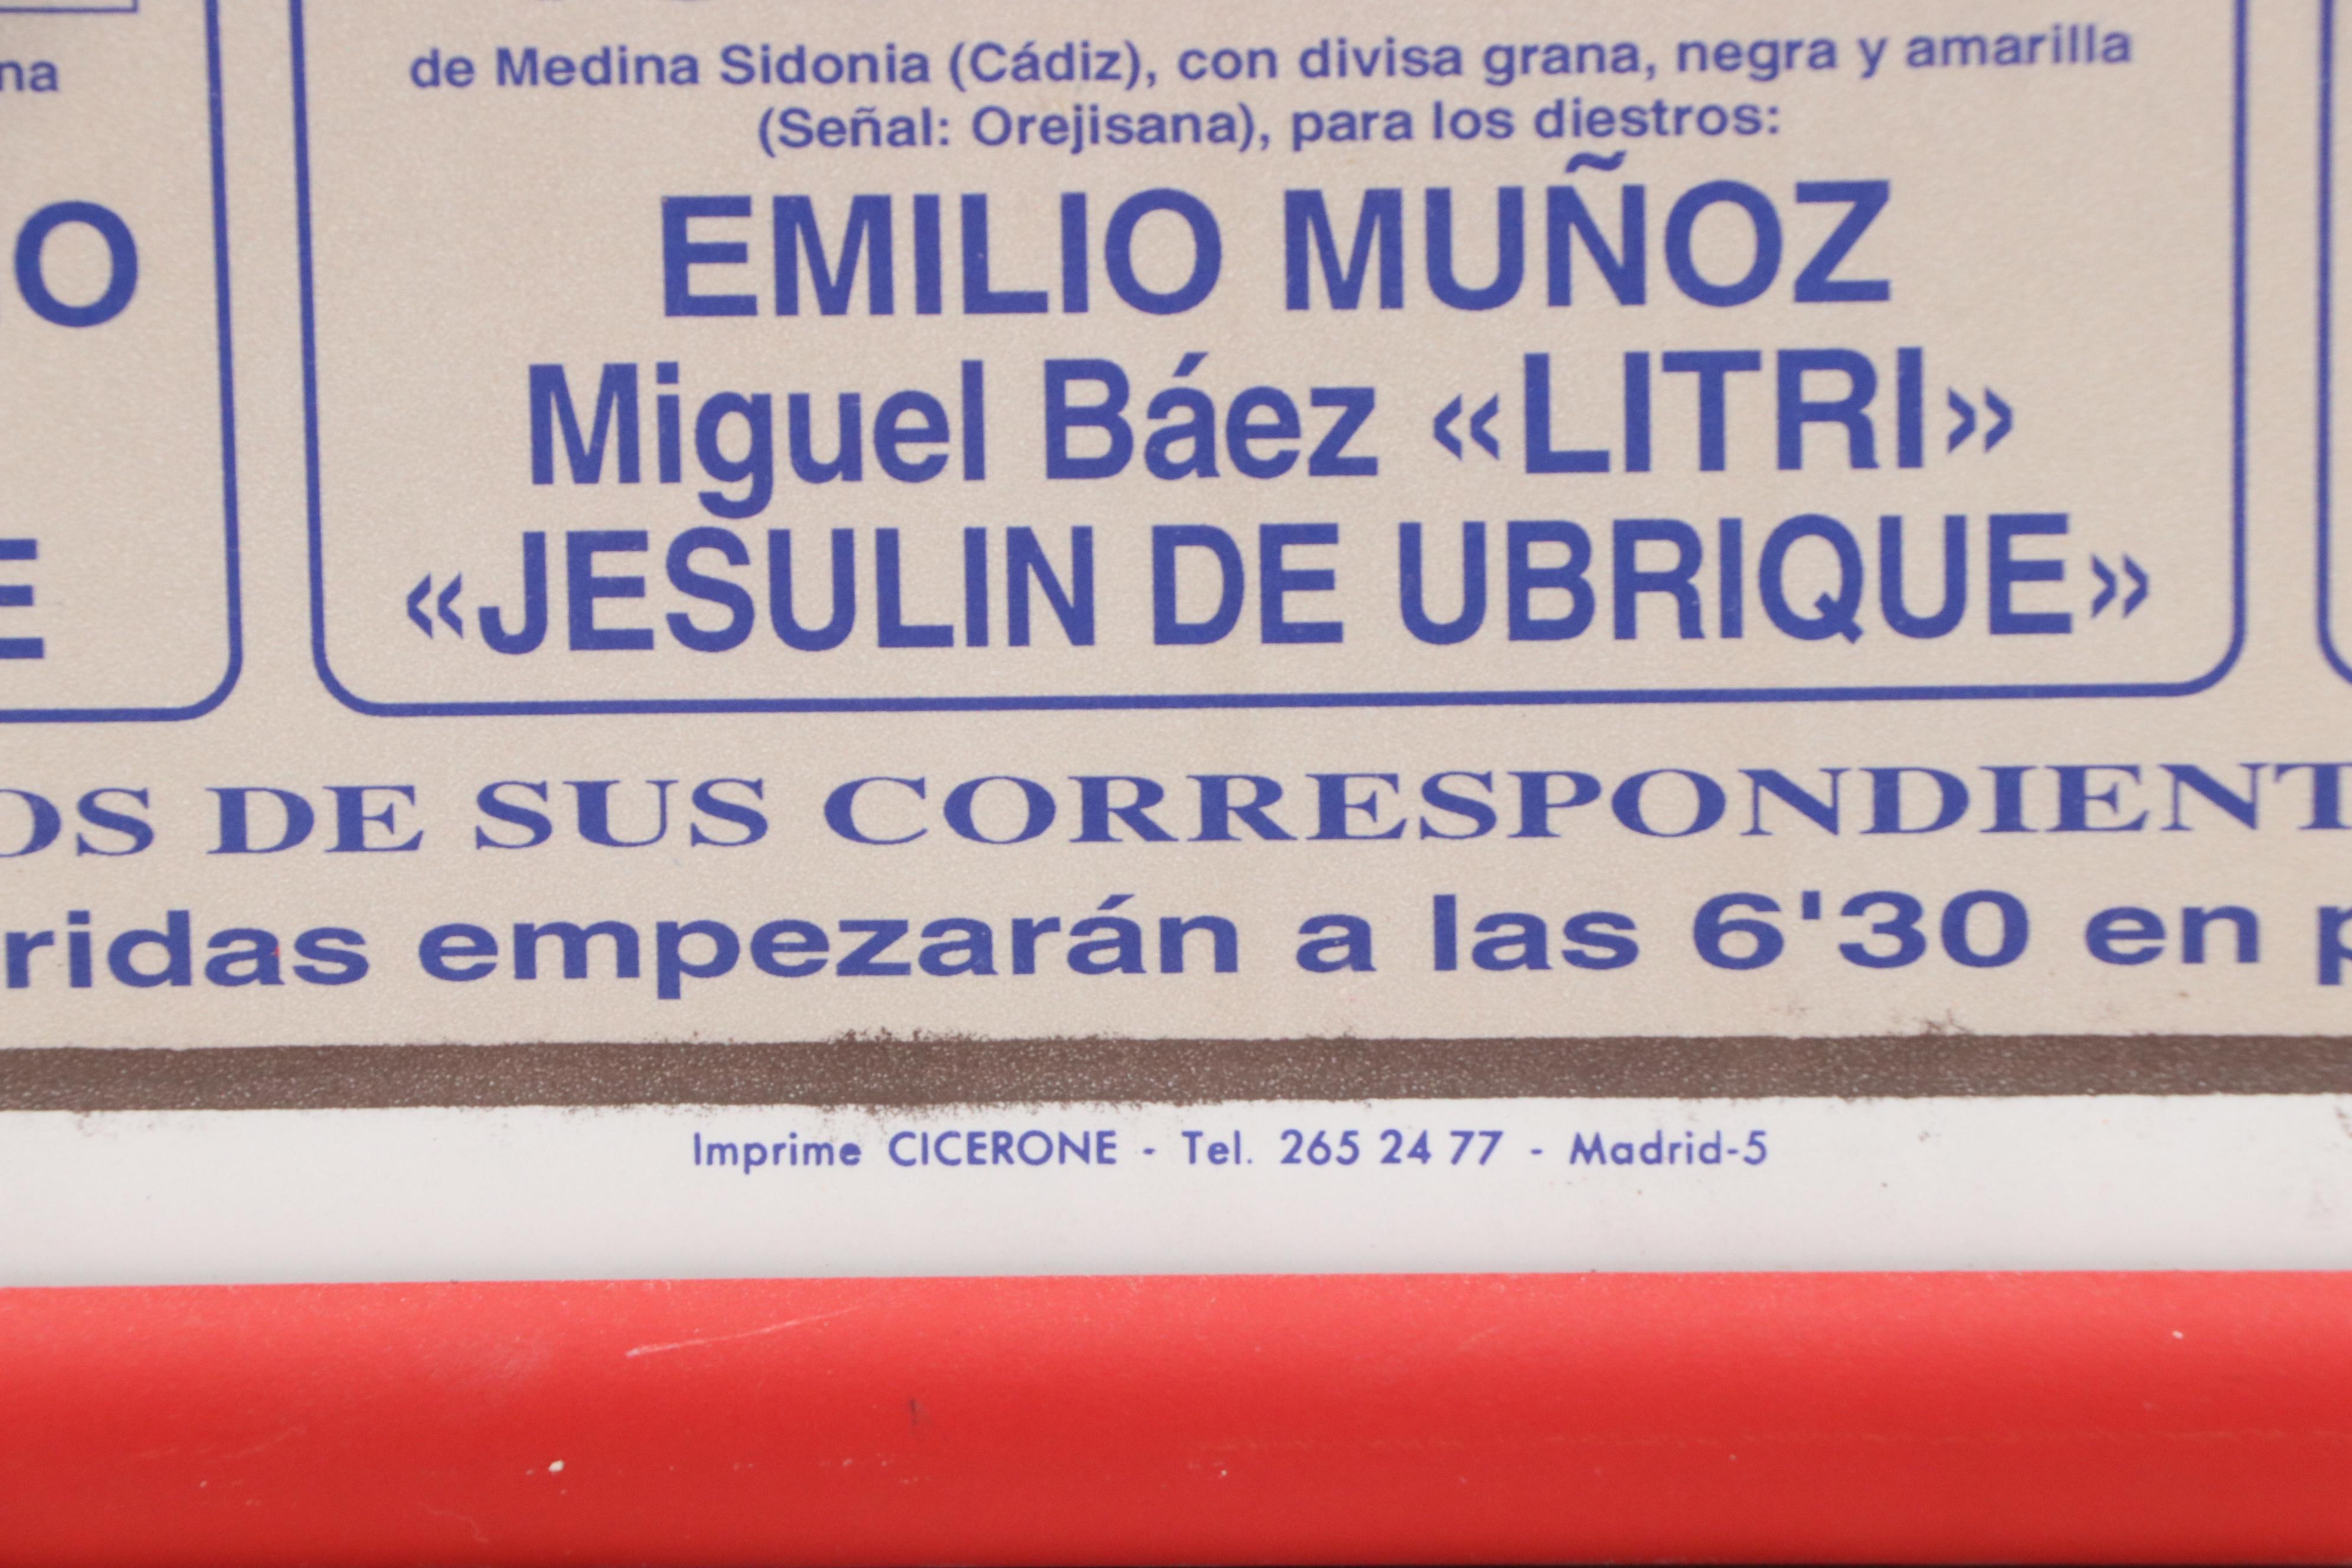 na
O
E
de Medina Sidonia (Cádiz), con divisa grana, negra y amarilla
(Señal: Orejisana), para los diestros:
EMILIO MUÑOZ
Miguel Báez «LITRI»
«JESULIN DE UBRIQUE»
OS DE SUS CORRESPONDIENT
ridas empezarán a las 6'30 en p
Imprime CICERONE - Tel. 265 24 77 - Madrid-5